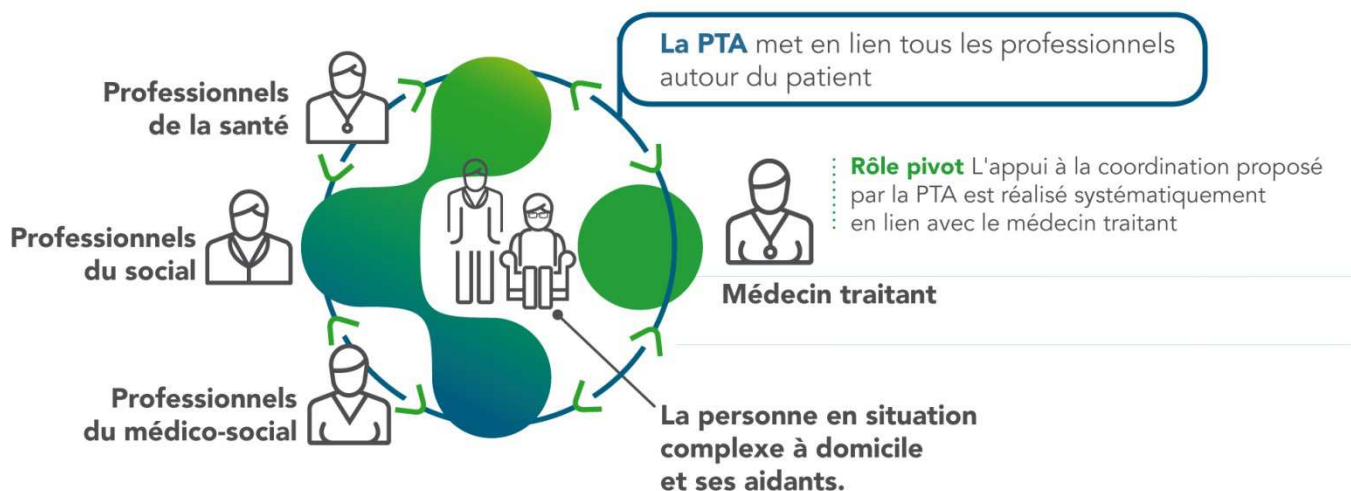 La PTA met en lien tous les professionnels
autour du patient
Professionnels
de la santé
Rôle pivot L'appui à la coordination proposé
par la PTA est réalisé systématiquement
en lien avec le médecin traitant
Professionnels
du social
Médecin traitant
Professionnels
du médico-social
La personne en situation
complexe à domicile
et ses aidants.